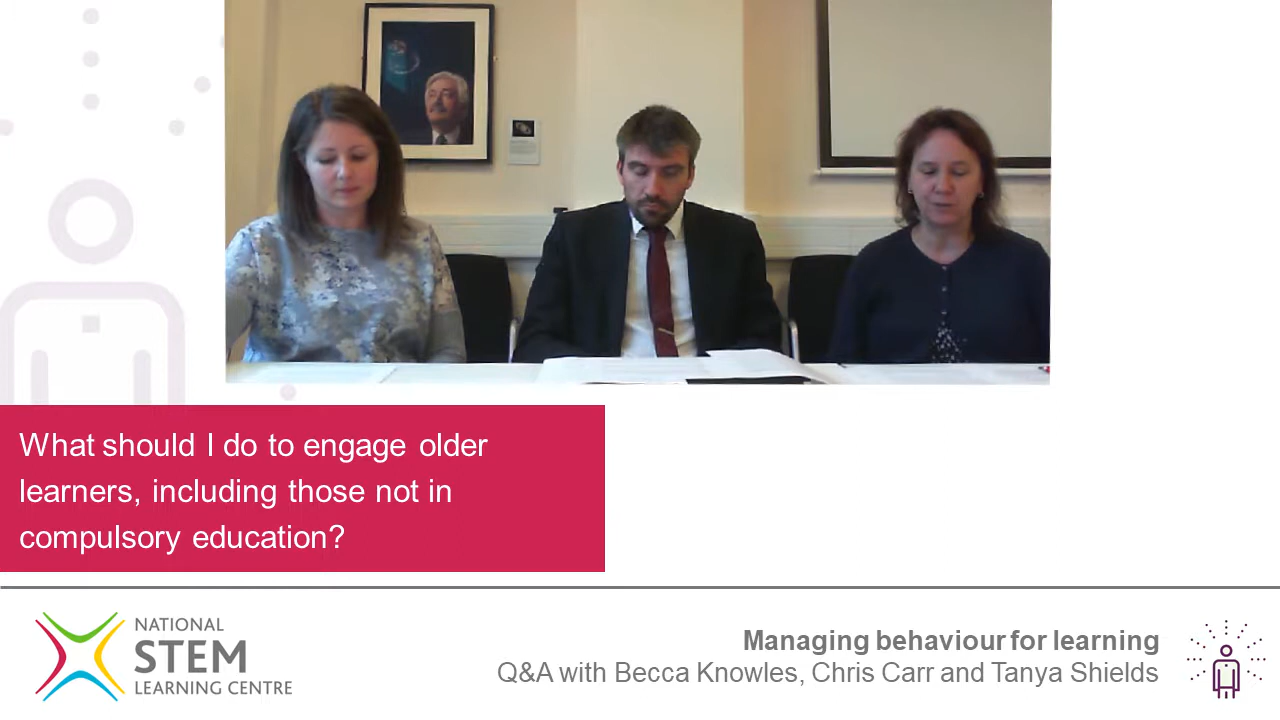 What should I do to engage older
learners, including those not in
compulsory education?
NATIONAL
STEM
LEARNING CENTRE
Managing behaviour for learning
Q&A with Becca Knowles, Chris Carr and Tanya Shields